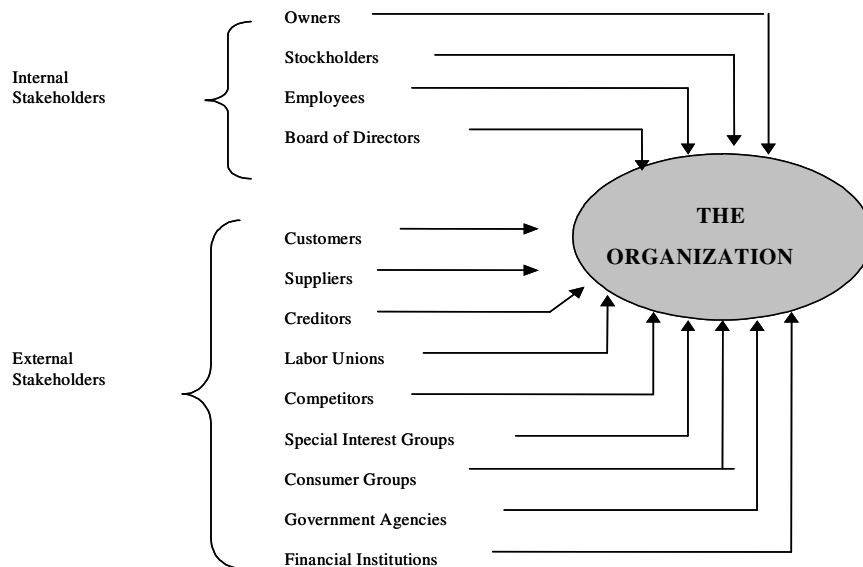 Internal
Stakeholders
Owners
Stockholders
Employees
Board of Directors
THE
ORGANIZATION
External
Stakeholders
Customers
Suppliers
Creditors
Labor Unions
Competitors
Special Interest Groups
Consumer Groups
Government Agencies
Financial Institutions